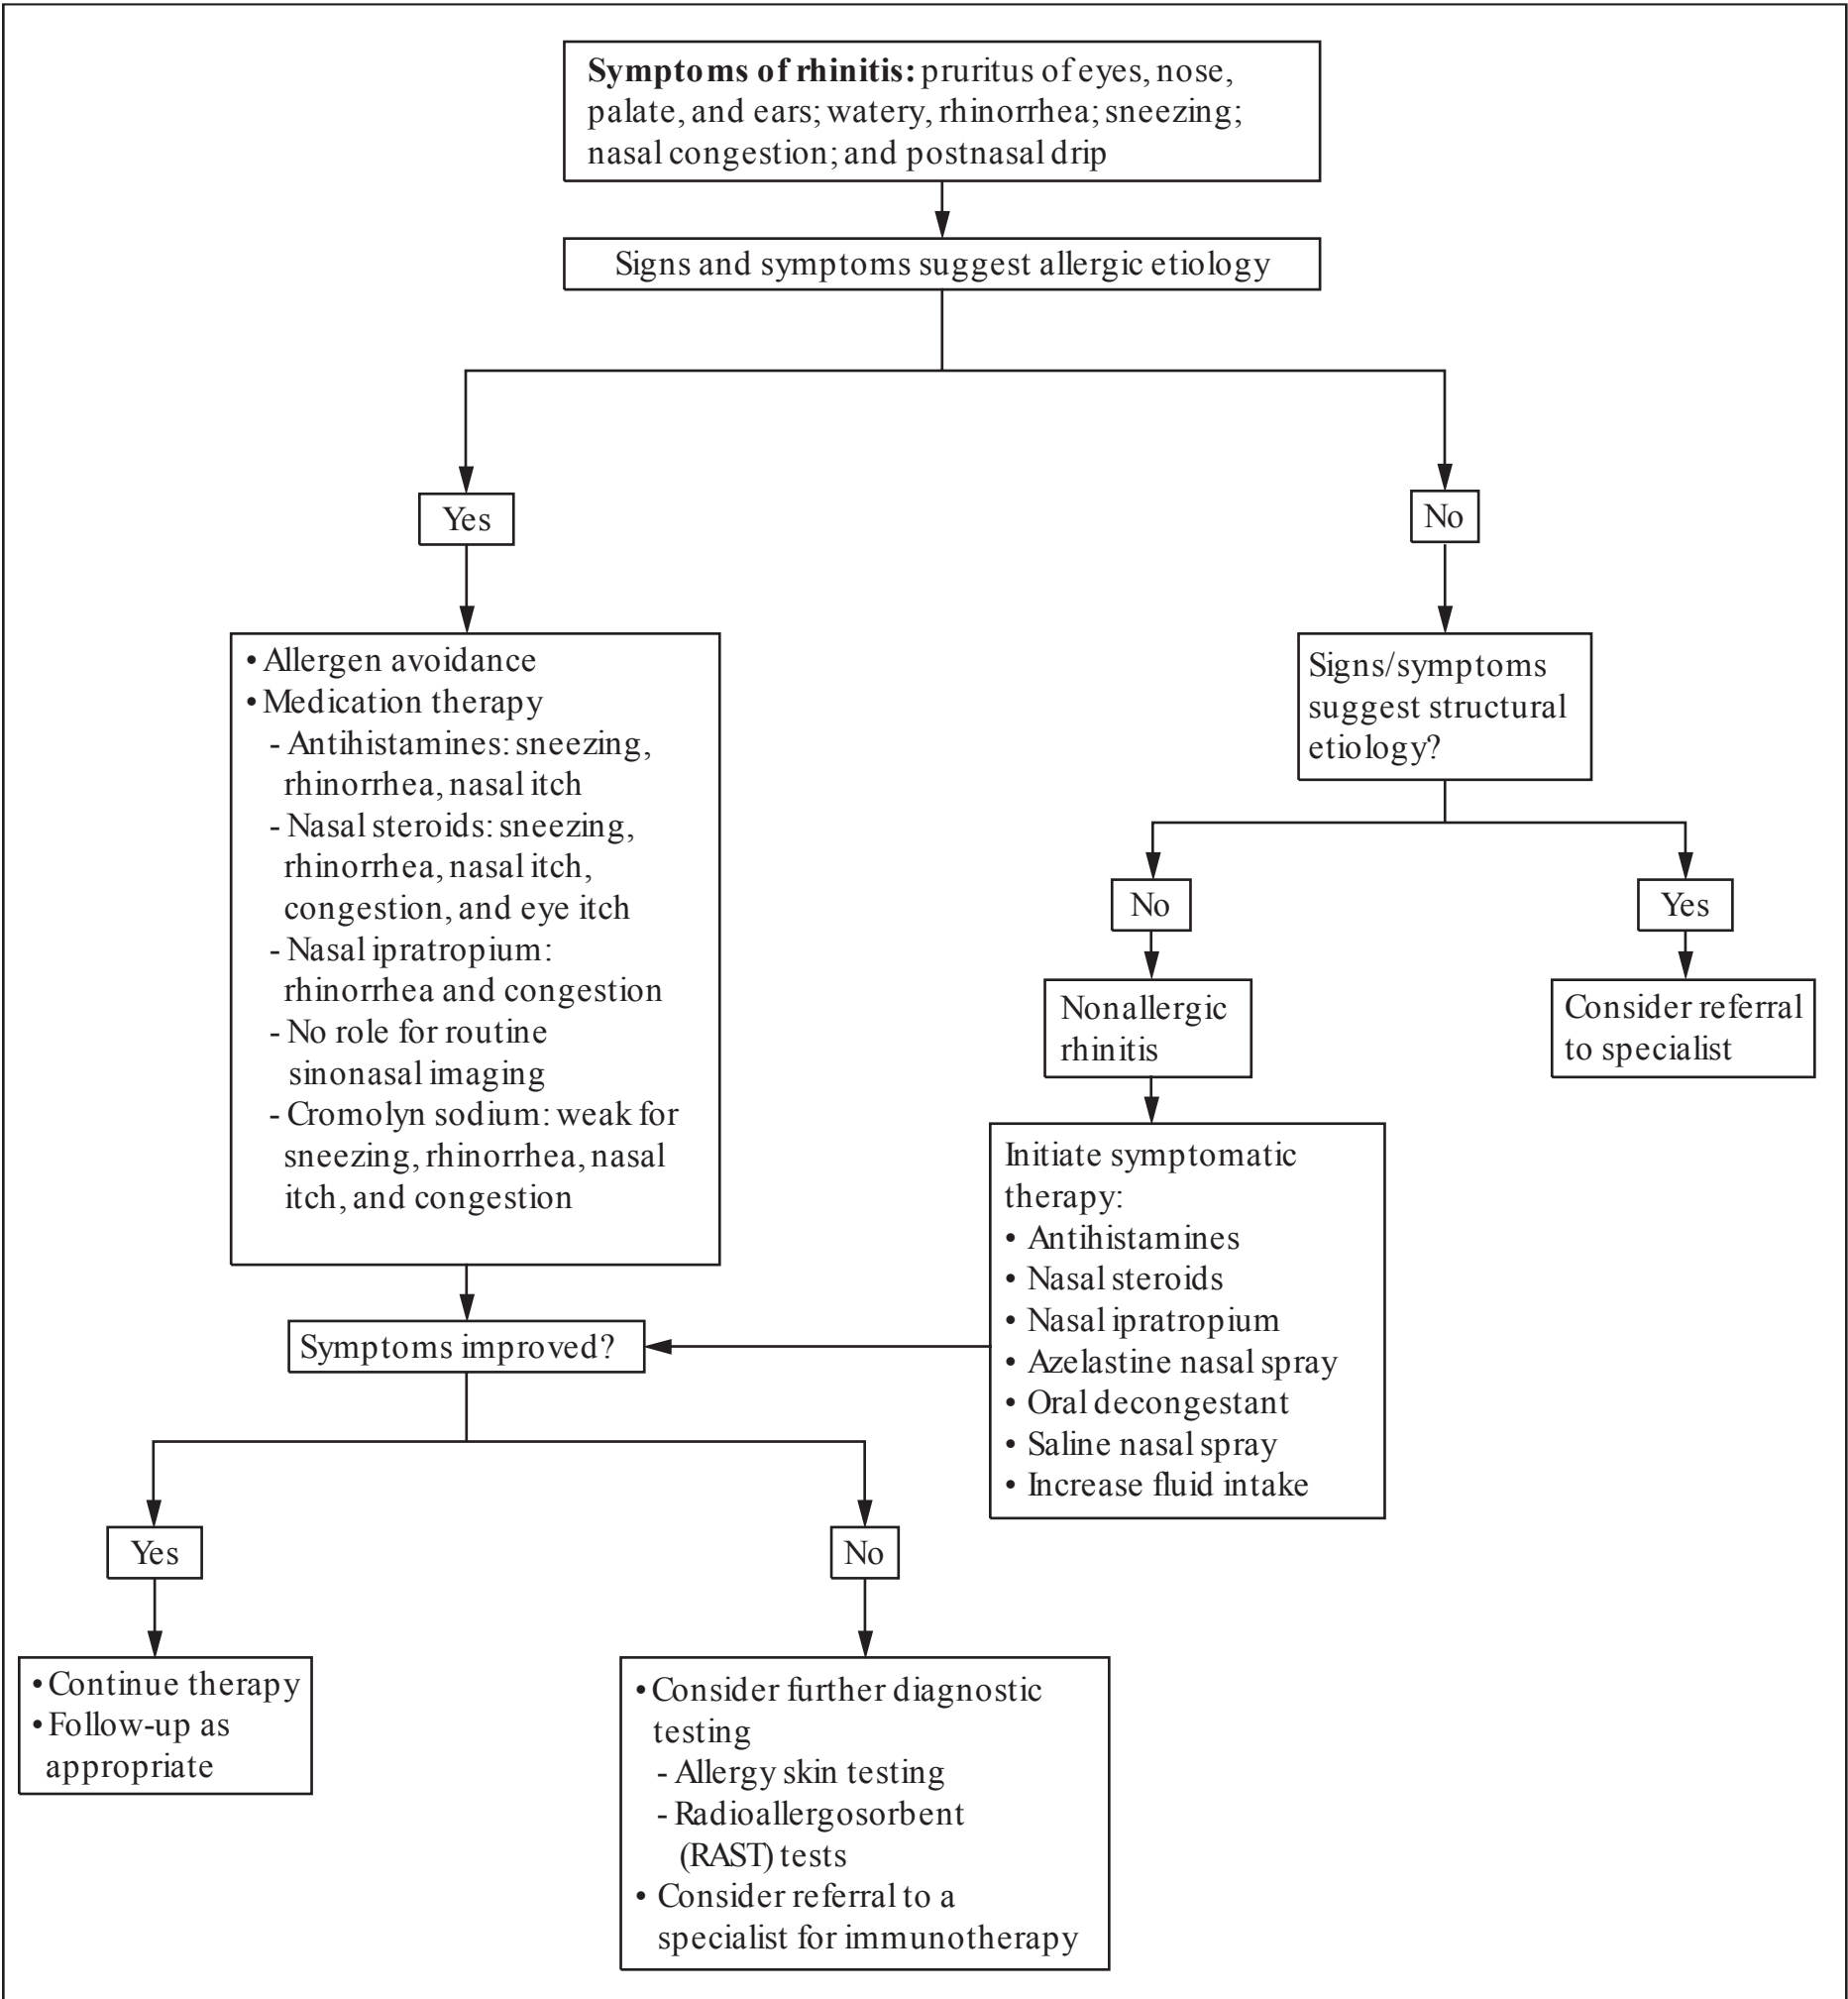 Symptoms of rhinitis: pruritus of eyes, nose,
palate, and ears; watery, rhinorrhea; sneezing;
nasal congestion; and postnasal drip
Signs and symptoms suggest allergic etiology
Yes
No
• Allergen avoidance
• Medication therapy
- Antihistamines: sneezing,
rhinorrhea, nasal itch
- Nasal steroids: sneezing,
rhinorrhea, nasal itch,
congestion, and eye itch
- Nasal ipratropium:
rhinorrhea and congestion
- No role for routine
sinonasal imaging
- Cromolyn sodium: weak for
sneezing, rhinorrhea, nasal
itch, and congestion
Signs/symptoms
suggest structural
etiology?
No
Yes
Nonallergic
rhinitis
Consider referral
to specialist
Initiate symptomatic
therapy:
• Antihistamines
• Nasal steroids
• Nasal ipratropium
• Azelastine nasal spray
• Oral decongestant
• Saline nasal spray
• Increase fluid intake
Symptoms improved?
Yes
No
• Continue therapy
• Follow-up as
appropriate
• Consider further diagnostic
testing
- Allergy skin testing
- Radioallergosorbent
(RAST) tests
• Consider referral to a
specialist for immunotherapy